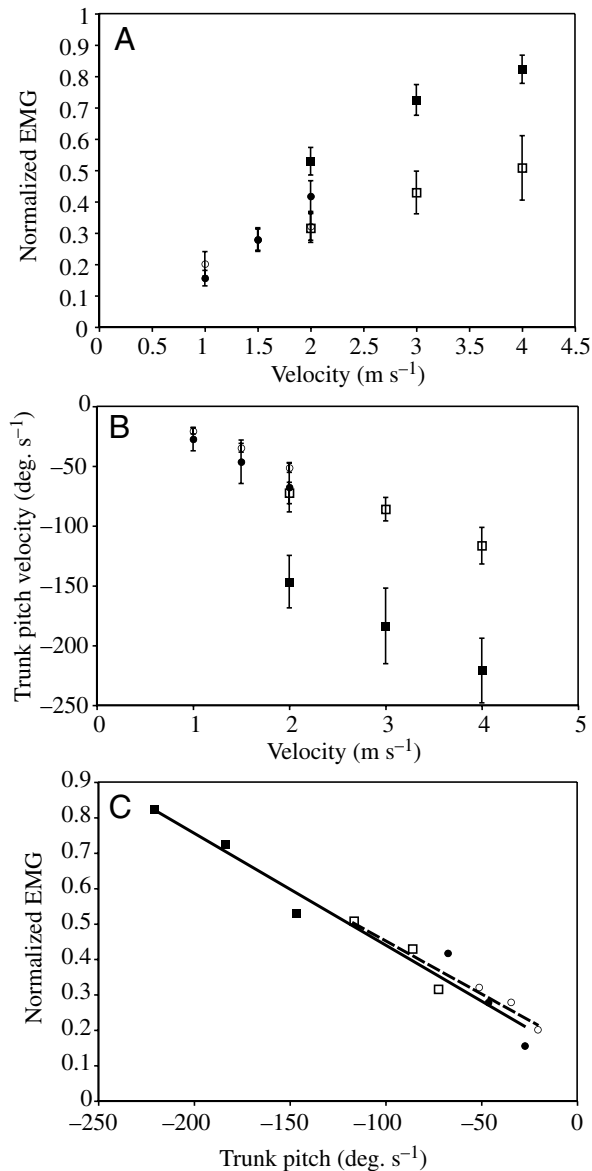 A
Normalized EMG
1
0.9
0.8
0.7
0.6
0.5
0.4
0.3
0.2
0.1
0
0 0.5 1 1.5 2 2.5 3 3.5 4 4.5
Velocity (m s⁻¹)
B
Trunk pitch velocity (deg. s⁻¹)
0
−50
−100
−150
−200
−250
0 1 2 3 4 5
Velocity (m s⁻¹)
C
Normalized EMG
0.9
0.8
0.7
0.6
0.5
0.4
0.3
0.2
0.1
0
−250 −200 −150 −100 −50 0
Trunk pitch (deg. s⁻¹)